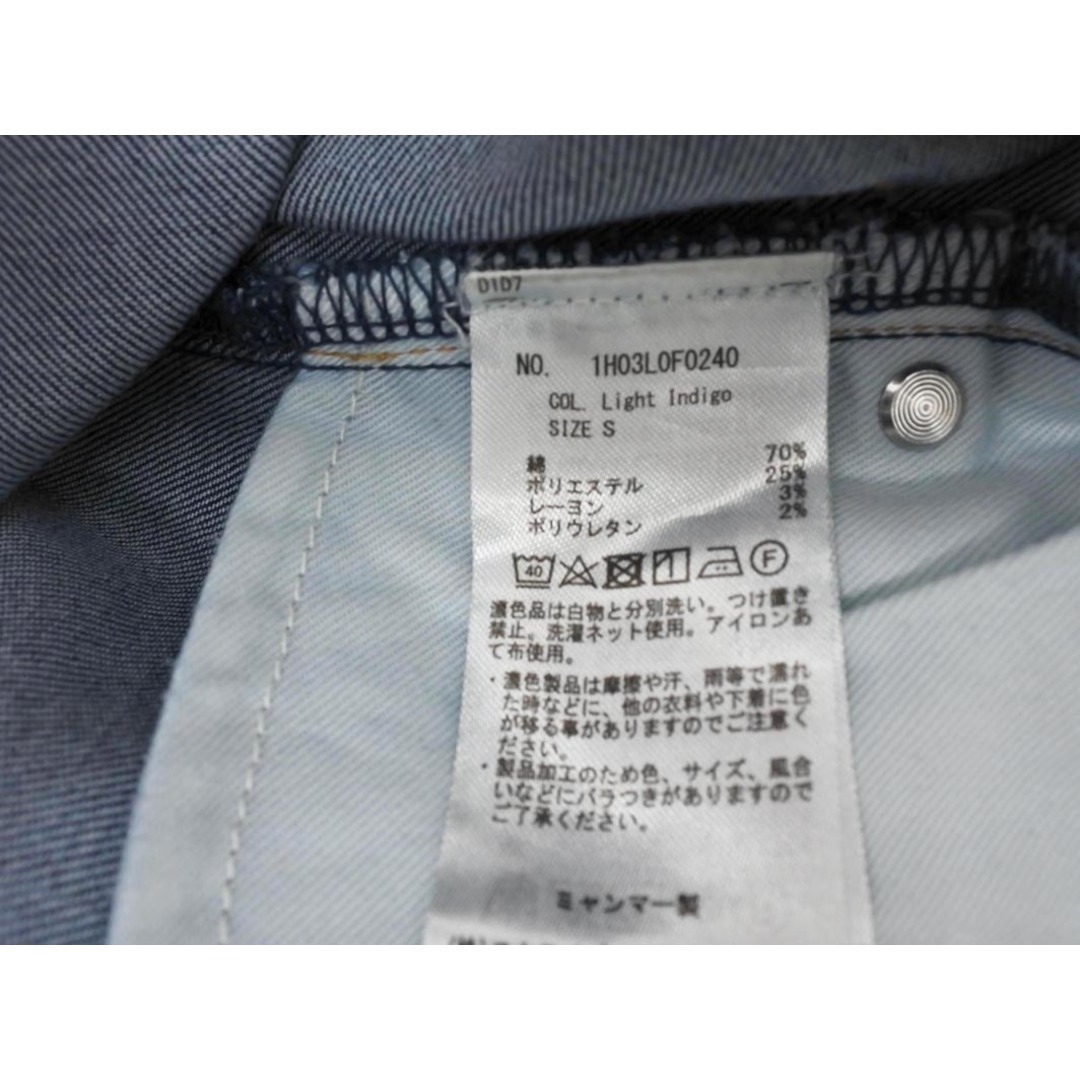 D1D7
NO. 1H03L0F0240
COL. Light Indigo
SIZE S
綿 70%
ポリエステル 25%
レーヨン 3%
ポリウレタン 2%
40 F
濃色品は白物と分別洗い。つけ置き
禁止。洗濯ネット使用。アイロンあ
て布使用。
・濃色製品は摩擦や汗、雨等で濡れ
た時などに、他の衣料や下着に色
が移る事がありますのでご注意く
ださい。
・製品加工のため色、サイズ、風合
いなどにバラつきがありますので
ご了承ください。
ミャンマー製